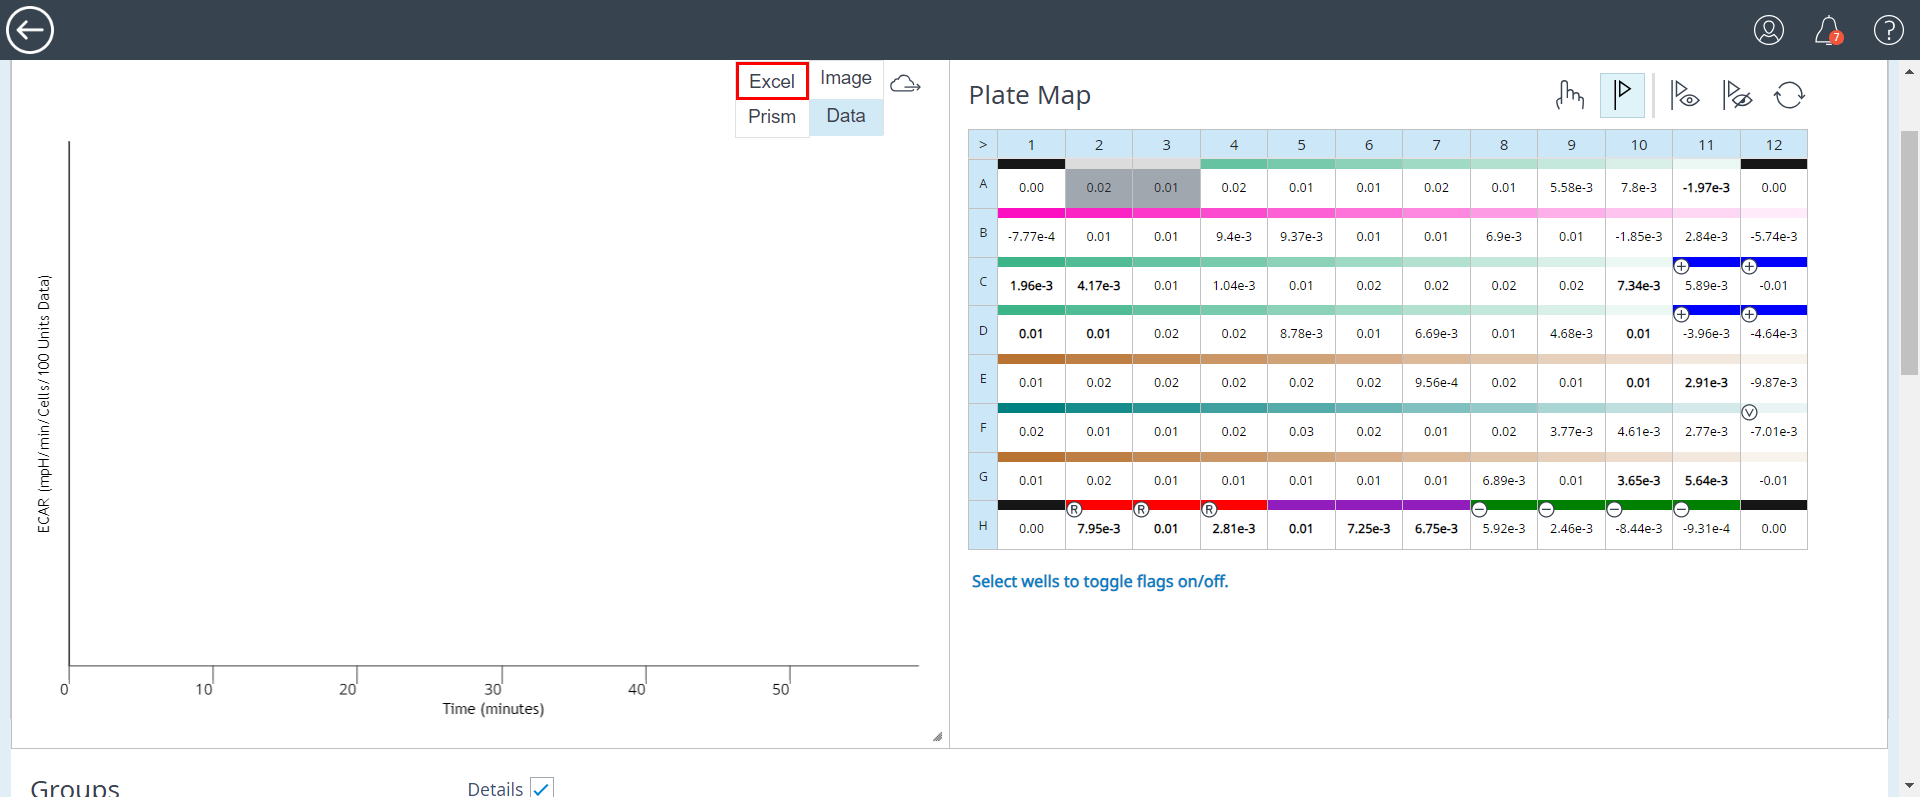 7
?
Excel Image
Prism Data
ECAR (mpH/min/Cells/100 Units Data)
0 10 20 30 40 50
Time (minutes)
Plate Map
> 1 2 3 4 5 6 7 8 9 10 11 12
A 0.00 0.02 0.01 0.02 0.01 0.01 0.02 0.01 5.58e-3 7.8e-3 -1.97e-3 0.00
B -7.77e-4 0.01 0.01 9.4e-3 9.37e-3 0.01 0.01 6.9e-3 0.01 -1.85e-3 2.84e-3 -5.74e-3
+ +
C 1.96e-3 4.17e-3 0.01 1.04e-3 0.01 0.02 0.02 0.02 0.02 7.34e-3 5.89e-3 -0.01
+ +
D 0.01 0.01 0.02 0.02 8.78e-3 0.01 6.69e-3 0.01 4.68e-3 0.01 -3.96e-3 -4.64e-3
E 0.01 0.02 0.02 0.02 0.02 0.02 9.56e-4 0.02 0.01 0.01 2.91e-3 -9.87e-3
V
F 0.02 0.01 0.01 0.02 0.03 0.02 0.01 0.02 3.77e-3 4.61e-3 2.77e-3 -7.01e-3
G 0.01 0.02 0.01 0.01 0.01 0.01 0.01 6.89e-3 0.01 3.65e-3 5.64e-3 -0.01
R R R − − − −
H 0.00 7.95e-3 0.01 2.81e-3 0.01 7.25e-3 6.75e-3 5.92e-3 2.46e-3 -8.44e-3 -9.31e-4 0.00
Select wells to toggle flags on/off.
Groups Details